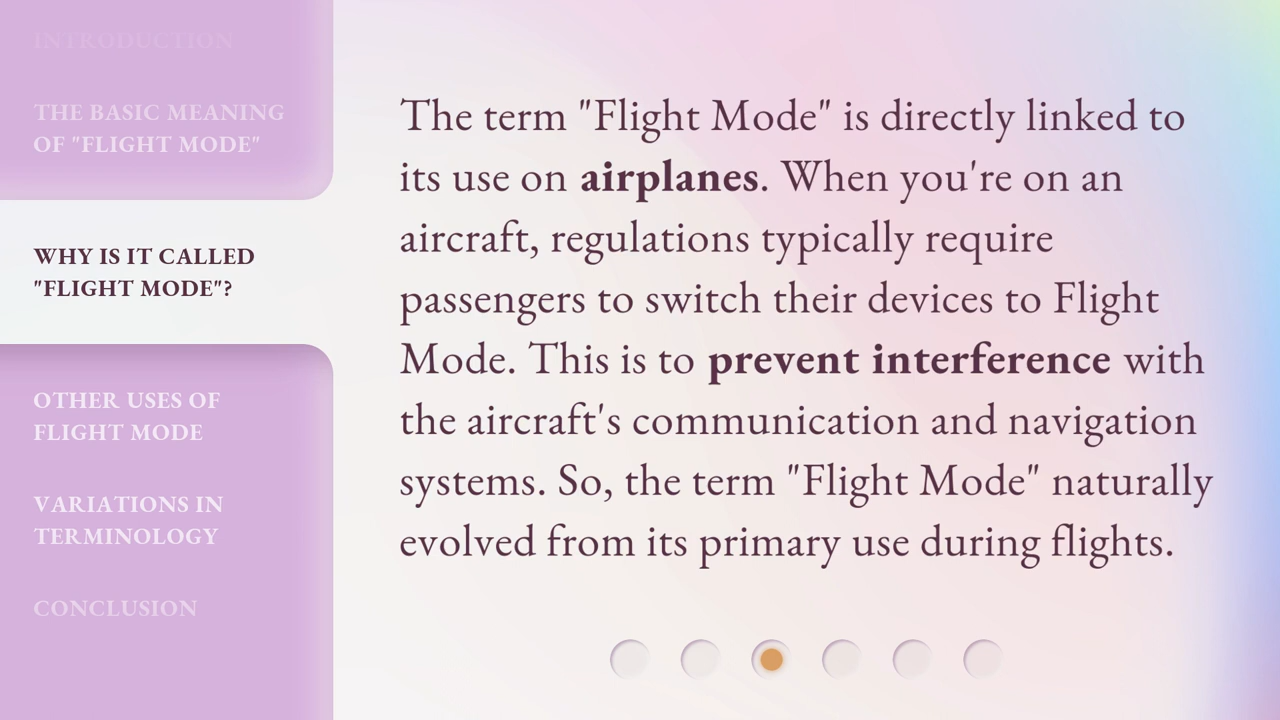 INTRODUCTION
THE BASIC MEANING
OF "FLIGHT MODE"
WHY IS IT CALLED
"FLIGHT MODE"?
OTHER USES OF
FLIGHT MODE
VARIATIONS IN
TERMINOLOGY
CONCLUSION
The term "Flight Mode" is directly linked to
its use on airplanes. When you're on an
aircraft, regulations typically require
passengers to switch their devices to Flight
Mode. This is to prevent interference with
the aircraft's communication and navigation
systems. So, the term "Flight Mode" naturally
evolved from its primary use during flights.